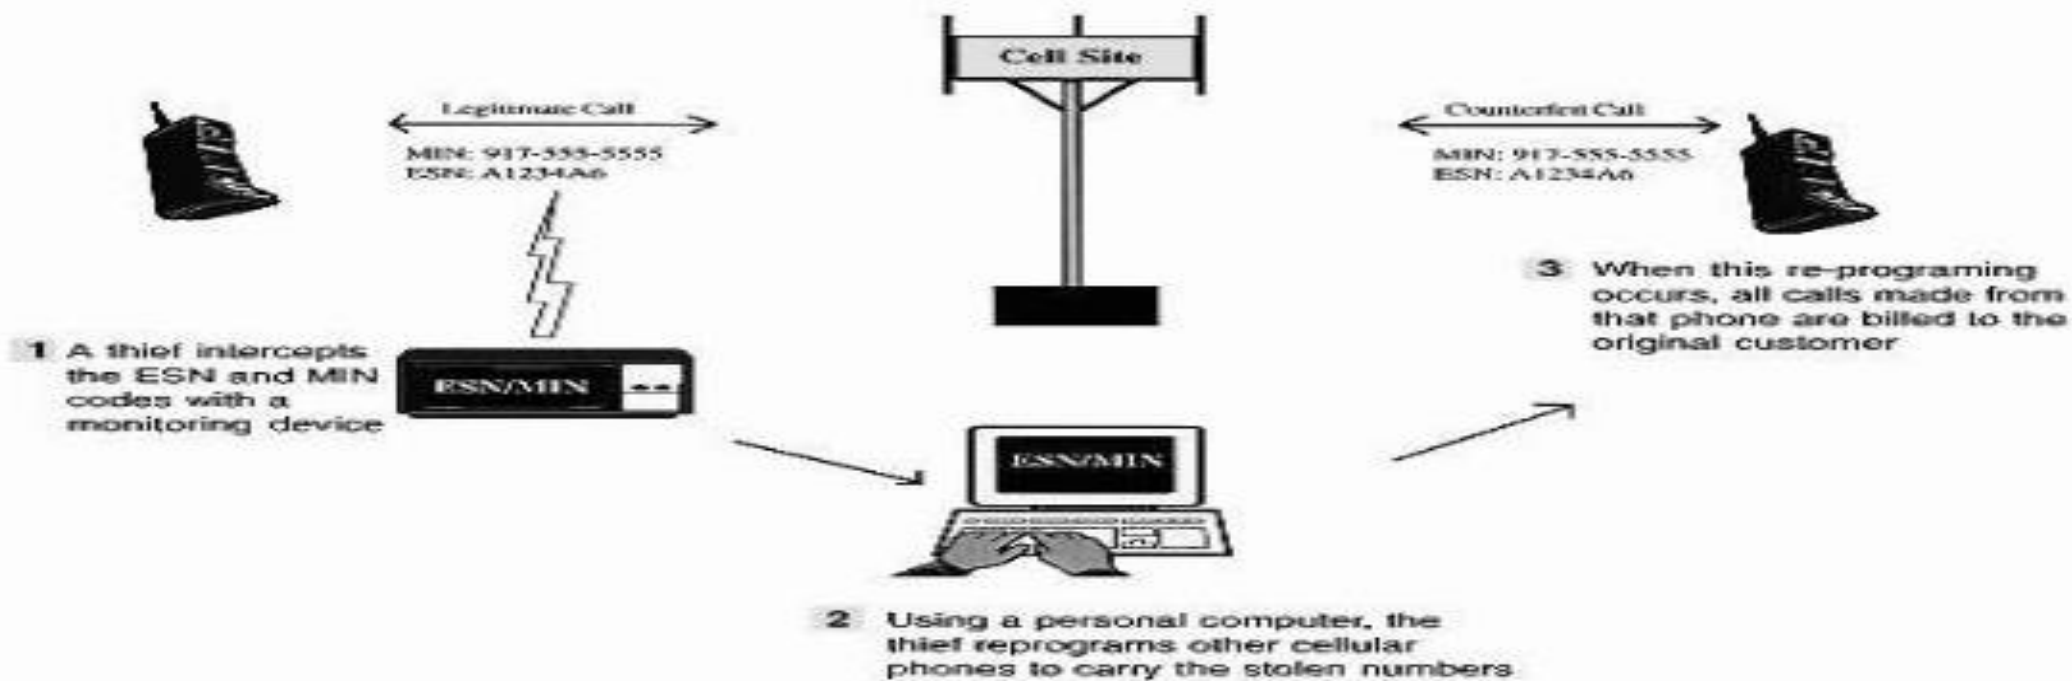 Cell Site
Legitimate Call
MIN: 917-555-5555
ESN: A1234A6
Counterfeit Call
MIN: 917-555-5555
ESN: A1234A6
1 A thief intercepts
the ESN and MIN
codes with a
monitoring device
ESN/MIN
ESN/MIN
2 Using a personal computer, the
thief reprograms other cellular
phones to carry the stolen numbers
3 When this re-programing
occurs, all calls made from
that phone are billed to the
original customer